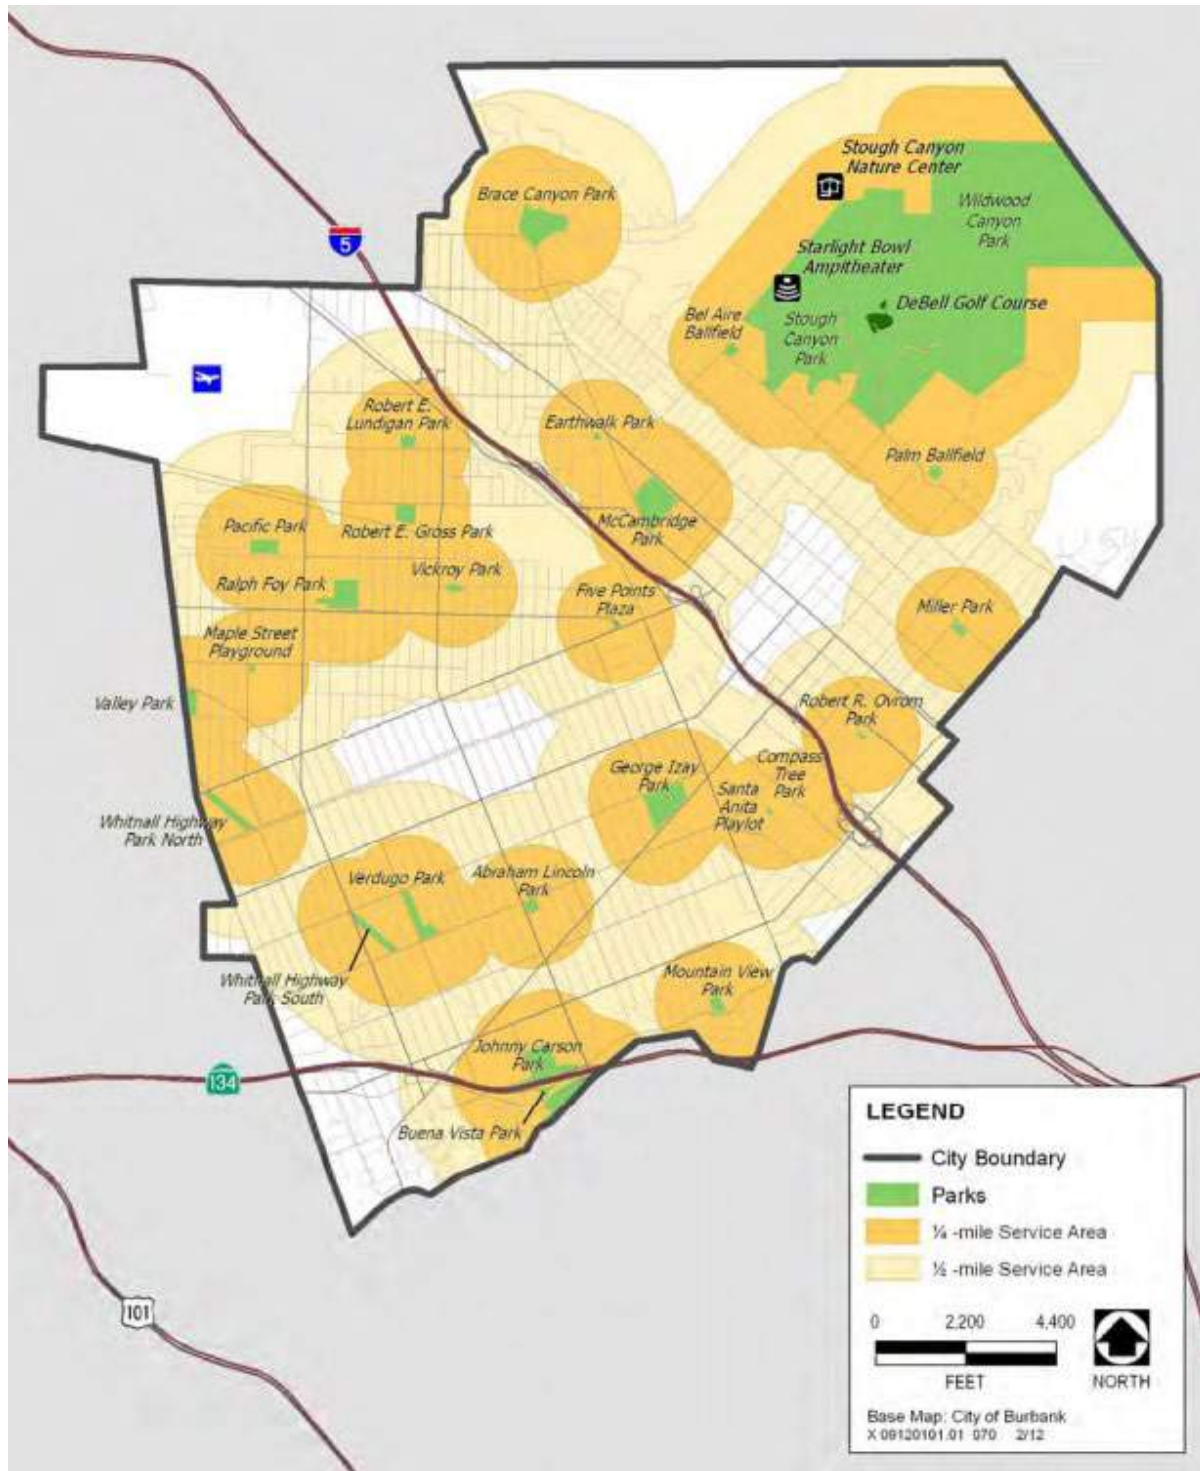 Stough Canyon
Nature Center
Brace Canyon Park
Wildwood
Canyon
Park
5
Starlight Bowl
Ampitheater
DeBell Golf Course
Bel Aire
Ballfield
Stough
Canyon
Park
Robert E.
Lundigan Park
Earthwalk Park
Palm Ballfield
Pacific Park
Robert E. Gross Park
McCambridge
Park
Ralph Foy Park
Vickroy Park
Five Points
Plaza
Miller Park
Maple Street
Playground
Valley Park
Robert R. Ovrom
Park
George Izay
Park
Compass
Tree
Park
Santa
Anita
Playlot
Whitnall Highway
Park North
Verdugo Park
Abraham Lincoln
Park
Whitnall Highway
Park South
Mountain View
Park
Johnny Carson
Park
134
Buena Vista Park
101
LEGEND
City Boundary
Parks
¼ -mile Service Area
½ -mile Service Area
0 2,200 4,400
FEET
NORTH
Base Map: City of Burbank
X 09120101.01 070 2/12